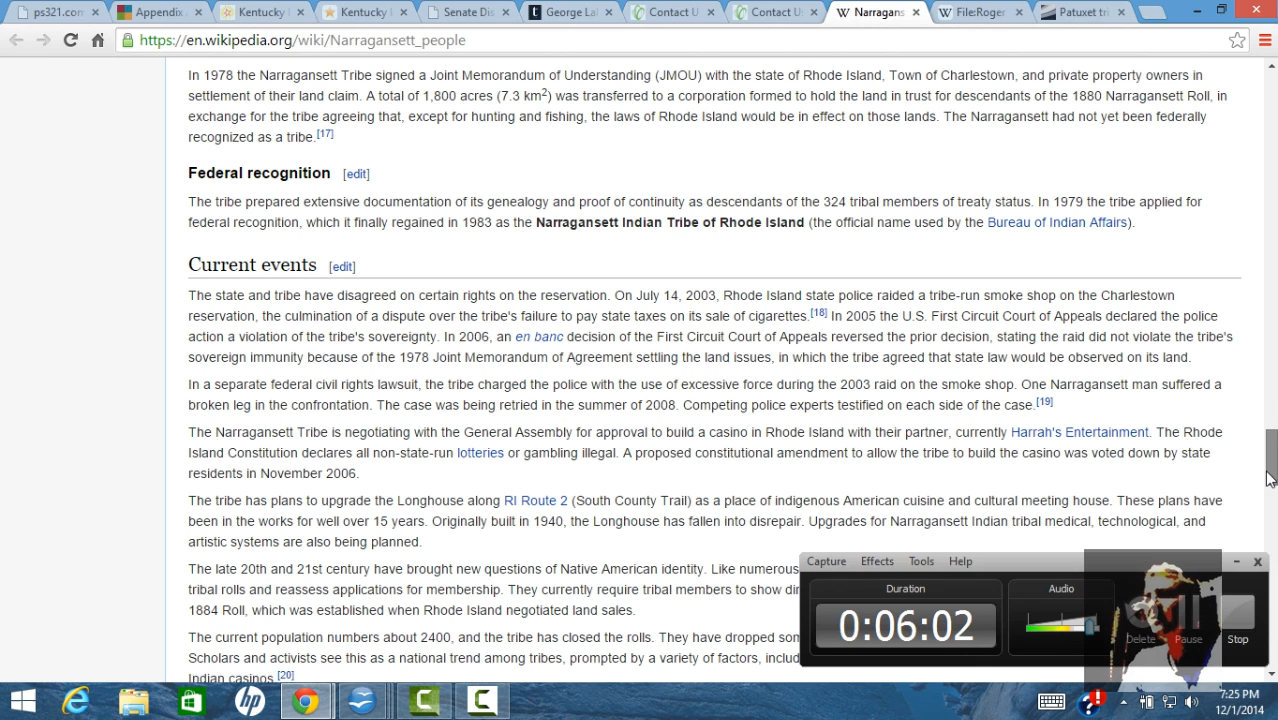 ps321.com
Appendix
Kentucky
Kentucky
Senate Dis
George La
Contact U
Contact U
Narragans
File:Roger
Patuxet tri
https://en.wikipedia.org/wiki/Narragansett_people
In 1978 the Narragansett Tribe signed a Joint Memorandum of Understanding (JMOU) with the state of Rhode Island, Town of Charlestown, and private property owners in
settlement of their land claim. A total of 1,800 acres (7.3 km2) was transferred to a corporation formed to hold the land in trust for descendants of the 1880 Narragansett Roll, in
exchange for the tribe agreeing that, except for hunting and fishing, the laws of Rhode Island would be in effect on those lands. The Narragansett had not yet been federally
recognized as a tribe.[17]
Federal recognition [edit]
The tribe prepared extensive documentation of its genealogy and proof of continuity as descendants of the 324 tribal members of treaty status. In 1979 the tribe applied for
federal recognition, which it finally regained in 1983 as the Narragansett Indian Tribe of Rhode Island (the official name used by the Bureau of Indian Affairs).
Current events [edit]
The state and tribe have disagreed on certain rights on the reservation. On July 14, 2003, Rhode Island state police raided a tribe-run smoke shop on the Charlestown
reservation, the culmination of a dispute over the tribe's failure to pay state taxes on its sale of cigarettes.[18] In 2005 the U.S. First Circuit Court of Appeals declared the police
action a violation of the tribe's sovereignty. In 2006, an en banc decision of the First Circuit Court of Appeals reversed the prior decision, stating the raid did not violate the tribe's
sovereign immunity because of the 1978 Joint Memorandum of Agreement settling the land issues, in which the tribe agreed that state law would be observed on its land.
In a separate federal civil rights lawsuit, the tribe charged the police with the use of excessive force during the 2003 raid on the smoke shop. One Narragansett man suffered a
broken leg in the confrontation. The case was being retried in the summer of 2008. Competing police experts testified on each side of the case.[19]
The Narragansett Tribe is negotiating with the General Assembly for approval to build a casino in Rhode Island with their partner, currently Harrah's Entertainment. The Rhode
Island Constitution declares all non-state-run lotteries or gambling illegal. A proposed constitutional amendment to allow the tribe to build the casino was voted down by state
residents in November 2006.
The tribe has plans to upgrade the Longhouse along RI Route 2 (South County Trail) as a place of indigenous American cuisine and cultural meeting house. These plans have
been in the works for well over 15 years. Originally built in 1940, the Longhouse has fallen into disrepair. Upgrades for Narragansett Indian tribal medical, technological, and
artistic systems are also being planned.
The late 20th and 21st century have brought new questions of Native American identity. Like numerous
tribal rolls and reassess applications for membership. They currently require tribal members to show di
1884 Roll, which was established when Rhode Island negotiated land sales.
The current population numbers about 2400, and the tribe has closed the rolls. They have dropped som
Scholars and activists see this as a national trend among tribes, prompted by a variety of factors, includ
Indian casinos.[20]
Capture Effects Tools Help
Duration
Audio
0:06:02
Delete Pause Stop
7:25 PM
12/1/2014